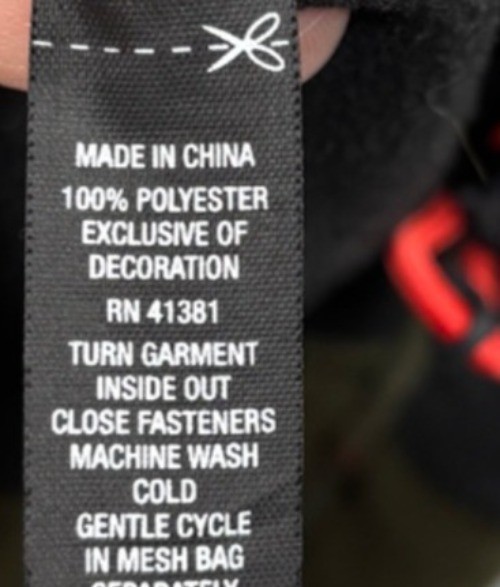 MADE IN CHINA
100% POLYESTER
EXCLUSIVE OF
DECORATION
RN 41381
TURN GARMENT
INSIDE OUT
CLOSE FASTENERS
MACHINE WASH
COLD
GENTLE CYCLE
IN MESH BAG
SEPARATELY